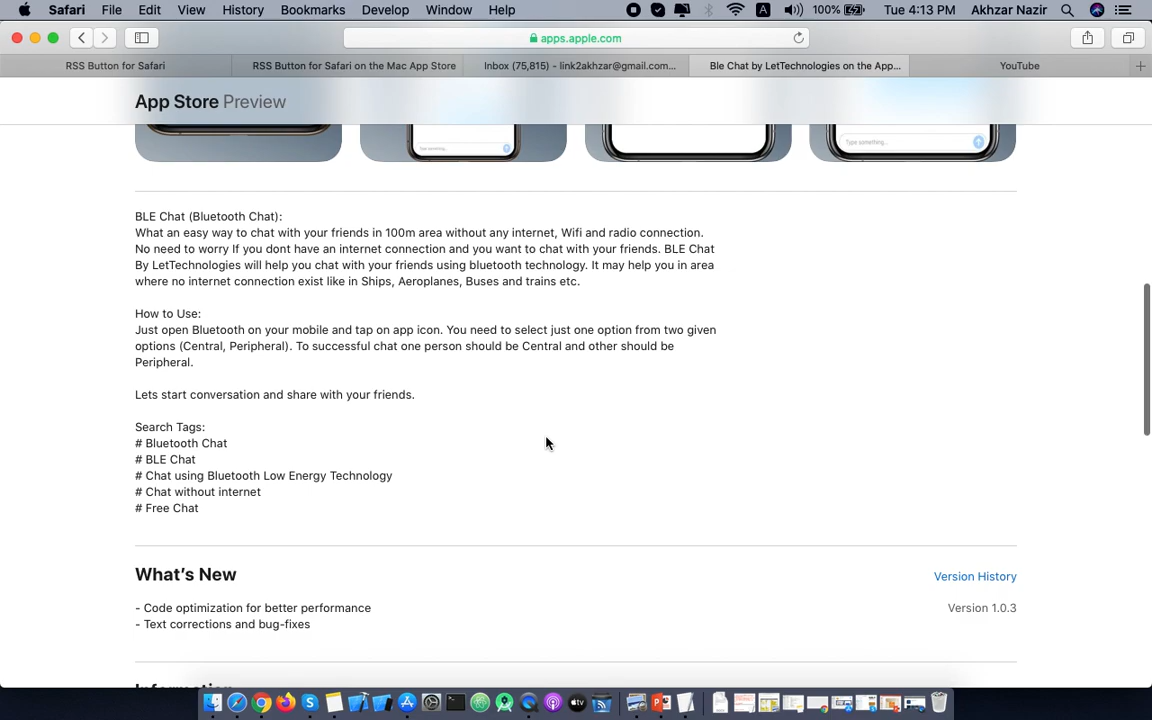 Safari File Edit View History Bookmarks Develop Window Help A 100% Tue 4:13 PM Akhzar Nazir
apps.apple.com
RSS Button for Safari
RSS Button for Safari on the Mac App Store
Inbox (75,815) - link2akhzar@gmail.com...
Ble Chat by LetTechnologies on the App...
YouTube
App Store Preview
Type something...
Type something...
BLE Chat (Bluetooth Chat):
What an easy way to chat with your friends in 100m area without any internet, Wifi and radio connection.
No need to worry If you dont have an internet connection and you want to chat with your friends. BLE Chat
By LetTechnologies will help you chat with your friends using bluetooth technology. It may help you in area
where no internet connection exist like in Ships, Aeroplanes, Buses and trains etc.
How to Use:
Just open Bluetooth on your mobile and tap on app icon. You need to select just one option from two given
options (Central, Peripheral). To successful chat one person should be Central and other should be
Peripheral.
Lets start conversation and share with your friends.
Search Tags:
# Bluetooth Chat
# BLE Chat
# Chat using Bluetooth Low Energy Technology
# Chat without internet
# Free Chat
What's New
Version History
- Code optimization for better performance
Version 1.0.3
- Text corrections and bug-fixes
Information